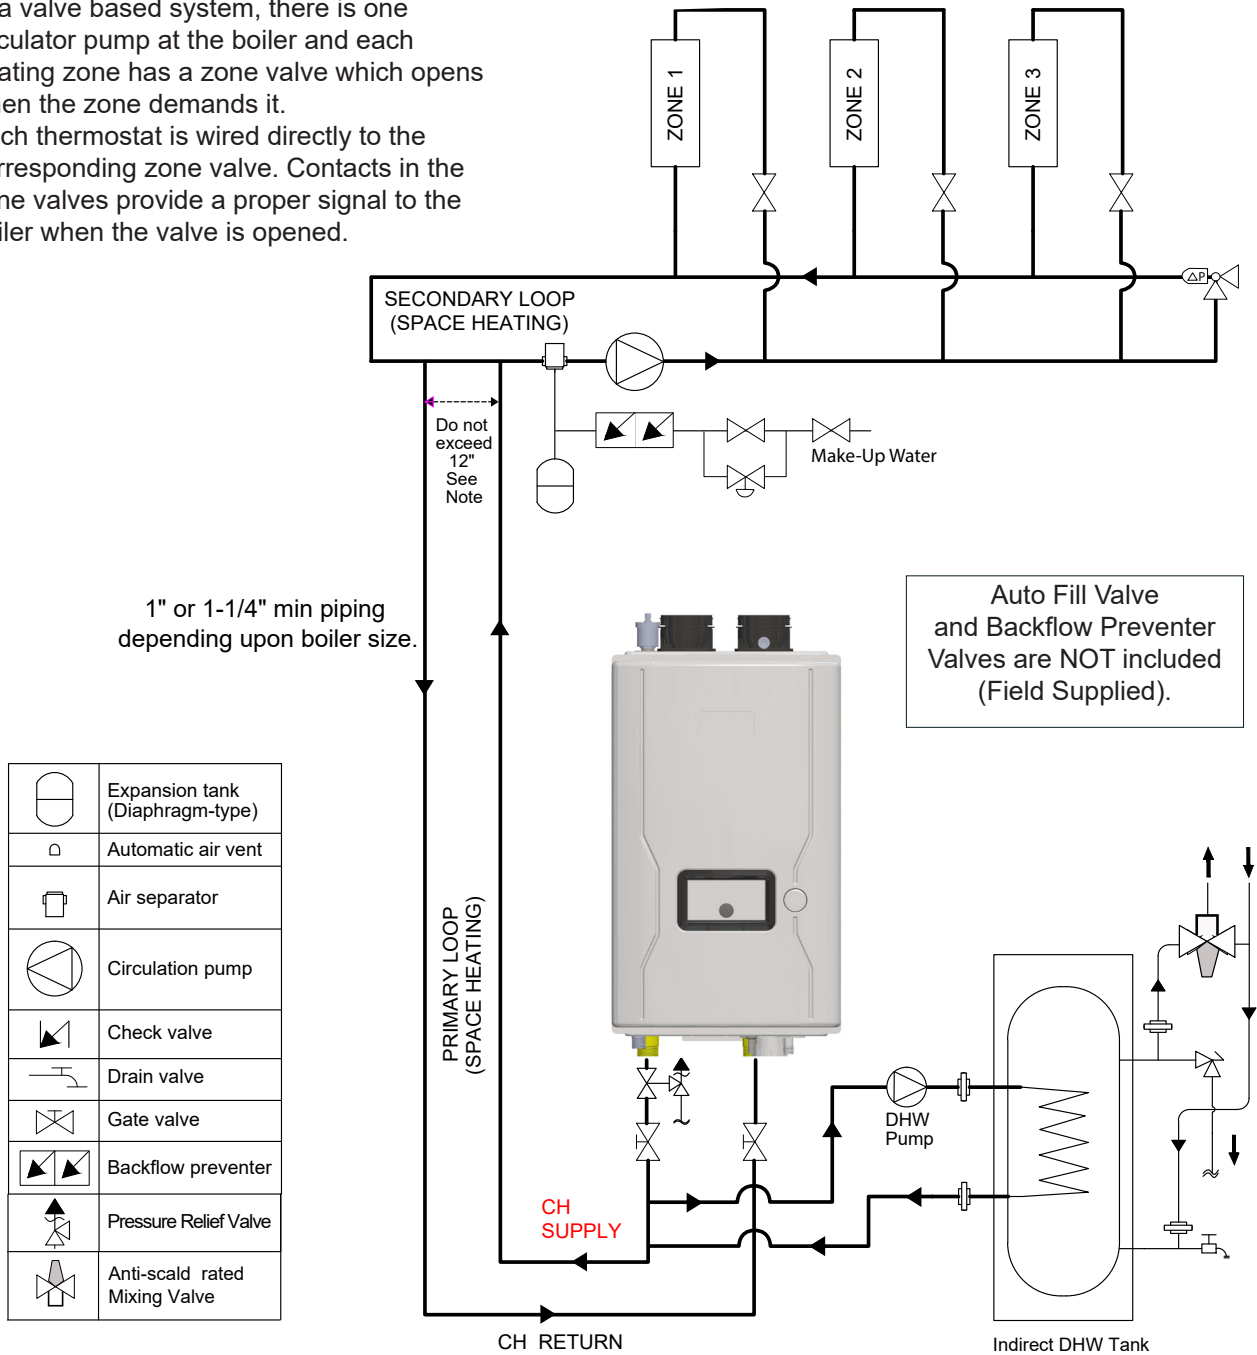 a valve based system, there is one
culator pump at the boiler and each
ating zone has a zone valve which opens
en the zone demands it.
ch thermostat is wired directly to the
rresponding zone valve. Contacts in the
ne valves provide a proper signal to the
iler when the valve is opened.
ZONE 1
ZONE 2
ZONE 3
△P
SECONDARY LOOP
(SPACE HEATING)
Do not
exceed
12"
See
Note
Make-Up Water
1" or 1-1/4" min piping
depending upon boiler size.
Auto Fill Valve
and Backflow Preventer
Valves are NOT included
(Field Supplied).
Expansion tank
(Diaphragm-type)
Automatic air vent
Air separator
Circulation pump
Check valve
Drain valve
Gate valve
Backflow preventer
Pressure Relief Valve
Anti-scald rated
Mixing Valve
PRIMARY LOOP
(SPACE HEATING)
DHW
Pump
CH
SUPPLY
CH RETURN
Indirect DHW Tank